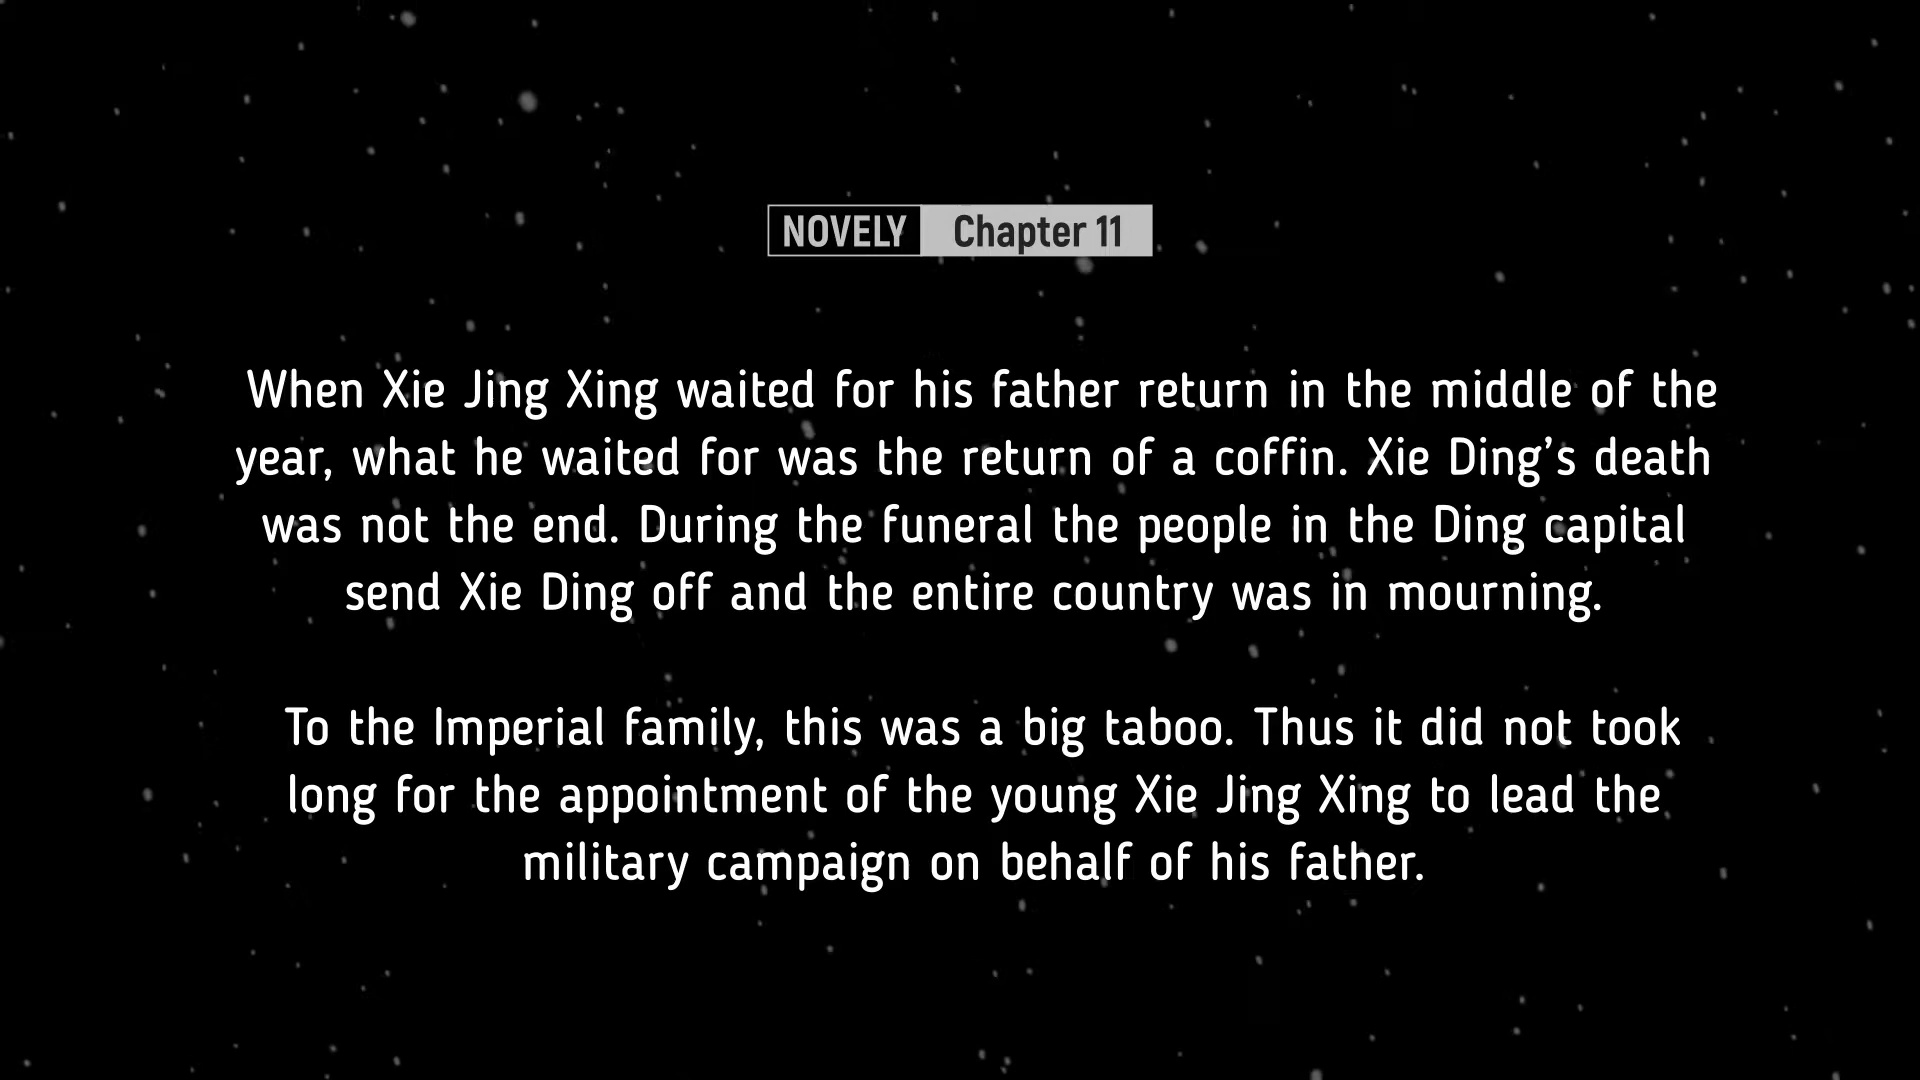 NOVELY Chapter 11
When Xie Jing Xing waited for his father return in the middle of the
year, what he waited for was the return of a coffin. Xie Ding’s death
was not the end. During the funeral the people in the Ding capital
send Xie Ding off and the entire country was in mourning.
To the Imperial family, this was a big taboo. Thus it did not took
long for the appointment of the young Xie Jing Xing to lead the
military campaign on behalf of his father.